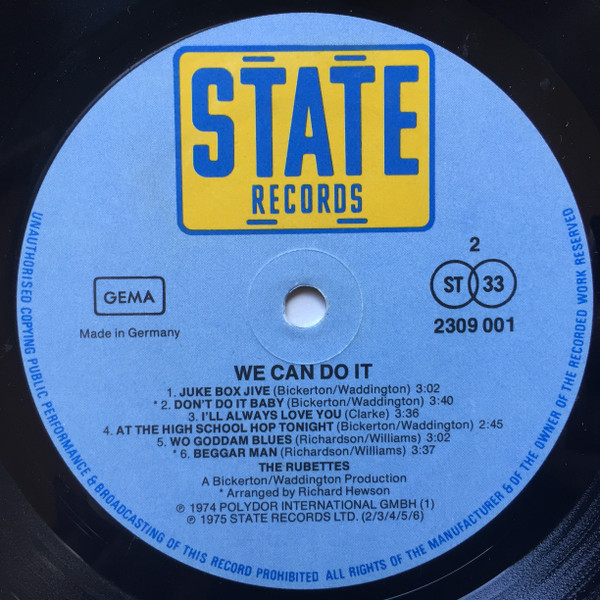 STATE
RECORDS
2
ST 33
2309 001
GEMA
Made in Germany
WE CAN DO IT
1. JUKE BOX JIVE (Bickerton/Waddington) 3:02
* 2. DON'T DO IT BABY (Bickerton/Waddington) 3:40
3. I'LL ALWAYS LOVE YOU (Clarke) 3:36
4. AT THE HIGH SCHOOL HOP TONIGHT (Bickerton/Waddington) 2:45
5. WO GODDAM BLUES (Richardson/Williams) 3:02
* 6. BEGGAR MAN (Richardson/Williams) 3:37
THE RUBETTES
A Bickerton/Waddington Production
* Arranged by Richard Hewson
℗ 1974 POLYDOR INTERNATIONAL GMBH (1)
℗ 1975 STATE RECORDS LTD. (2/3/4/5/6)
UNAUTHORISED COPYING PUBLIC PERFORMANCE & BROADCASTING OF THIS RECORD PROHIBITED ALL RIGHTS OF THE MANUFACTURER & OF THE OWNER OF THE RECORDED WORK RESERVED